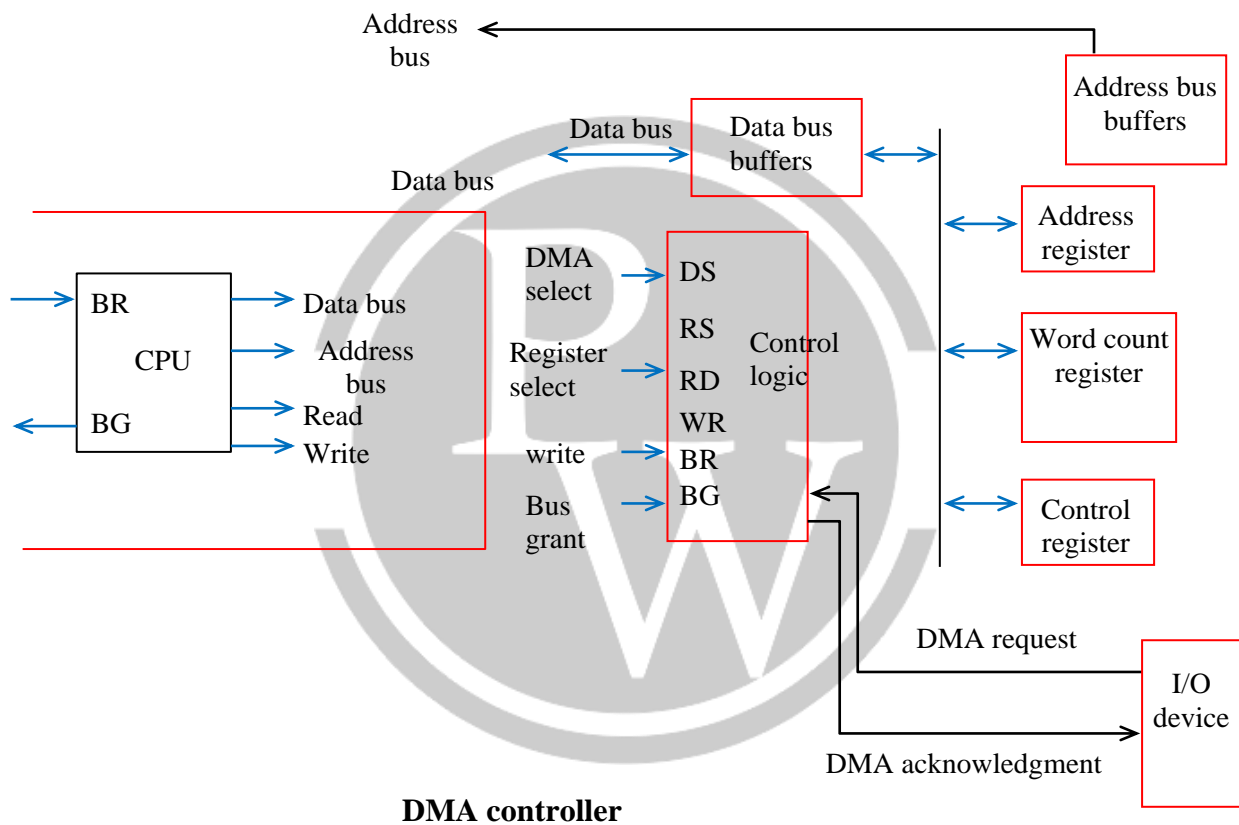 Address
bus
Address bus
buffers
Data bus
Data bus
buffers
Data bus
Address
register
DMA
select
DS
BR
Data bus
CPU
Address
bus
BG
Read
Write
Register
select
RS
Control
logic
RD
WR
write
BR
BG
Bus
grant
Word count
register
Control
register
DMA request
I/O
device
DMA acknowledgment
DMA controller
P
W